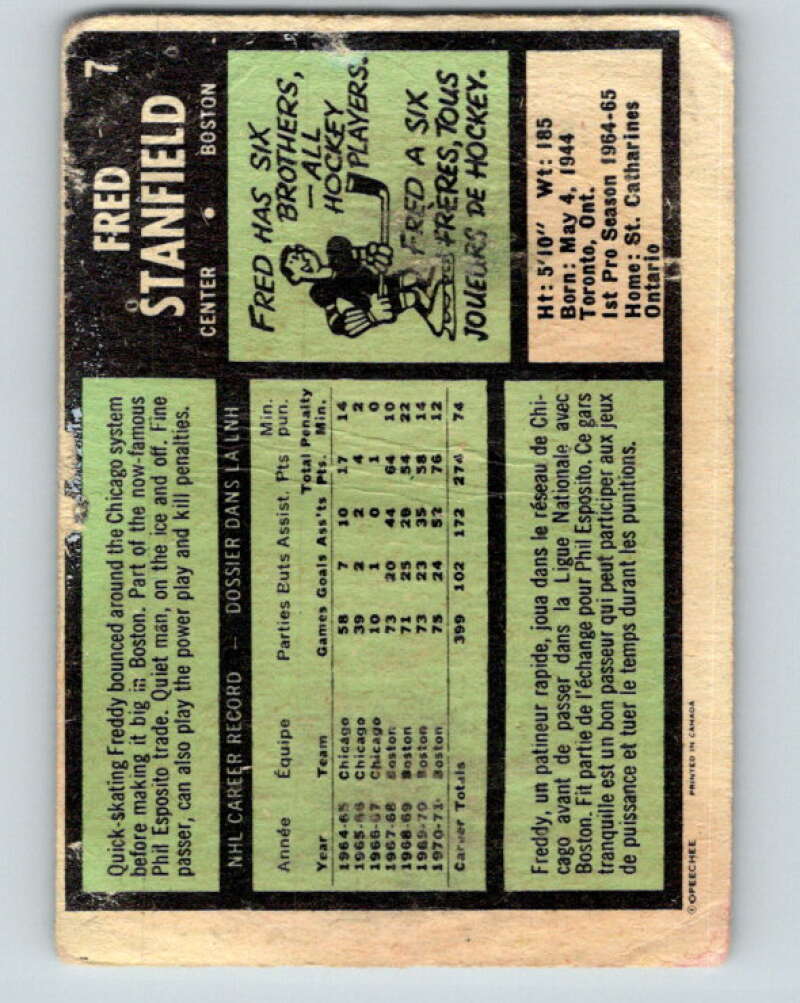 7
FRED
STANFIELD
CENTER • BOSTON
Quick-skating Freddy bounced around the Chicago system
before making it big in Boston. Part of the now-famous
Phil Esposito trade. Quiet man, on the ice and off. Fine
passer, can also play the power play and kill penalties.
FRED HAS SIX
BROTHERS,
— ALL
HOCKEY
PLAYERS.
FRED A SIX
FRÈRES, TOUS
JOUEURS DE HOCKEY.
NHL CAREER RECORD — DOSSIER DANS LA LNH
Année Équipe Parties Buts Assist. Pts Min. pun.
Year Team Games Goals Ass'ts Total Pts. Penalty Min.
1964-65 Chicago 58 7 10 17 14
1965-66 Chicago 39 2 2 4 2
1966-67 Chicago 10 1 0 1 0
1967-68 Boston 73 20 44 64 10
1968-69 Boston 71 25 29 54 22
1969-70 Boston 73 23 35 58 14
1970-71 Boston 75 24 52 76 12
Career Totals 399 102 172 274 74
Ht: 5'10" Wt: 185
Born: May 4, 1944
Toronto, Ont.
1st Pro Season 1964-65
Home: St. Catharines
Ontario
Freddy, un patineur rapide, joua dans le réseau de Chi-
cago avant de passer dans la Ligue Nationale avec
Boston. Fit partie de l'échange pour Phil Esposito. Ce gars
tranquille est un bon passeur qui peut participer aux jeux
de puissance et tuer le temps durant les punitions.
© OPEECHEE PRINTED IN CANADA